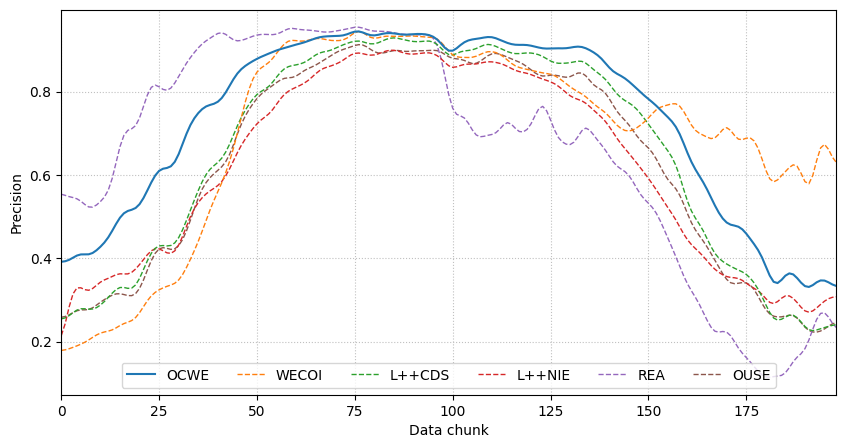 Precision
0.8
0.6
0.4
0.2
OCWE WECOI L++CDS L++NIE REA OUSE
0 25 50 75 100 125 150 175
Data chunk